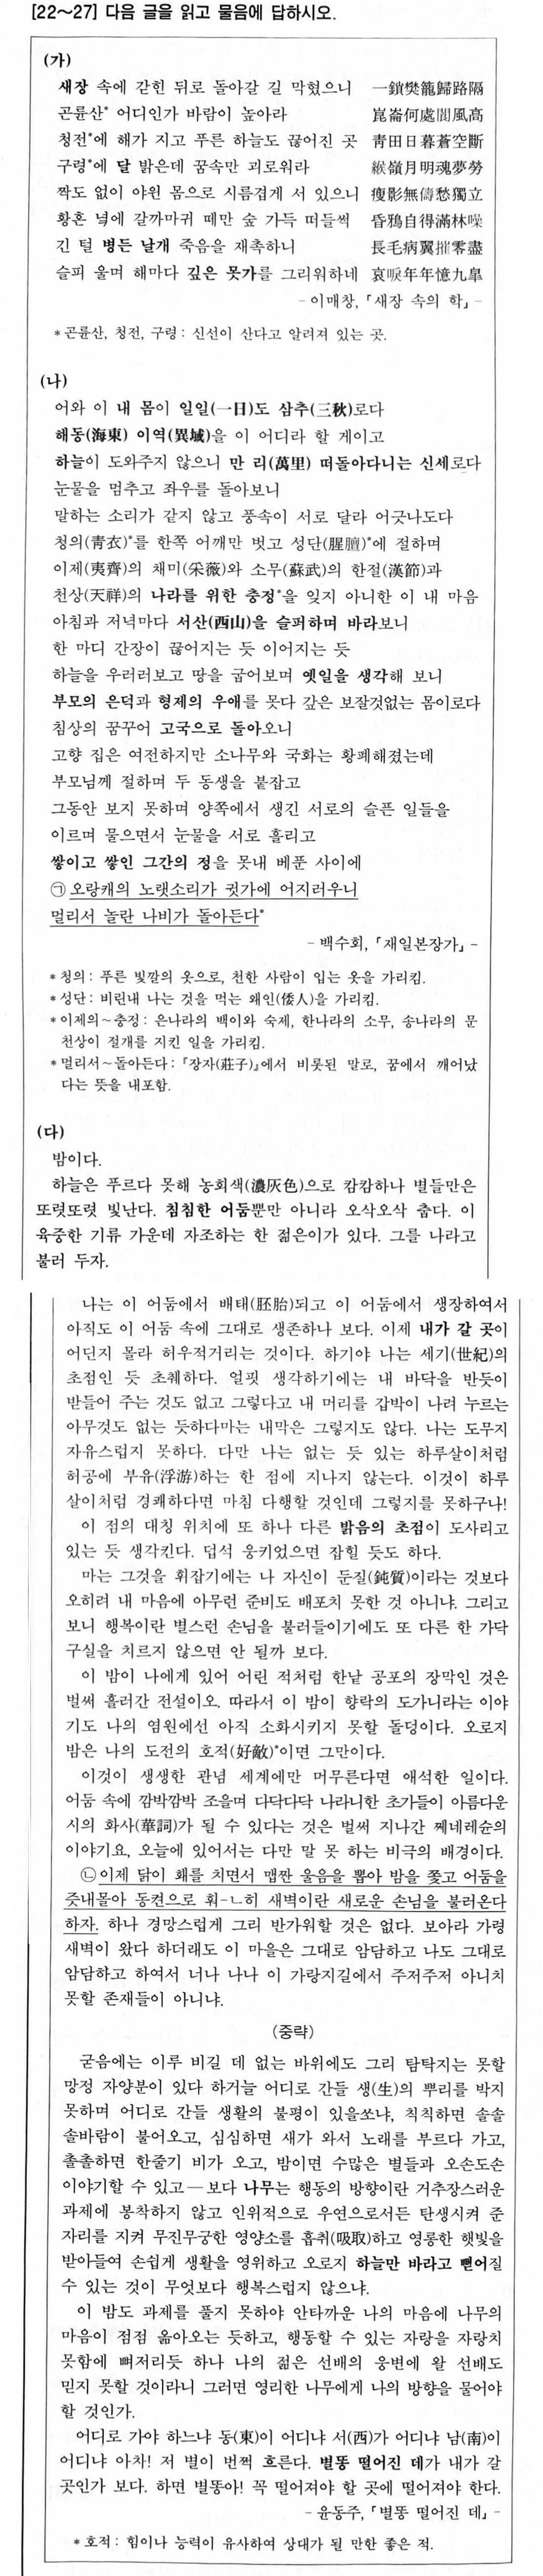 [22～27] 다음 글을 읽고 물음에 답하시오.
(가)
새장 속에 갇힌 뒤로 돌아갈 길 막혔으니 一鎖樊籠歸路隔
곤륜산* 어디인가 바람이 높아라 崑崙何處閬風高
청전*에 해가 지고 푸른 하늘도 끊어진 곳 靑田日暮蒼空斷
구령*에 달 밝은데 꿈속만 괴로워라 緱嶺月明魂夢勞
짝도 없이 야윈 몸으로 시름겹게 서 있으니 瘦影無儔愁獨立
황혼 녘에 갈까마귀 떼만 숲 가득 떠들썩 昏鴉自得滿林噪
긴 털 병든 날개 죽음을 재촉하니 長毛病翼摧零盡
슬피 울며 해마다 깊은 못가를 그리워하네 哀唳年年憶九皐
- 이매창, 「새장 속의 학」 -
* 곤륜산, 청전, 구령 : 신선이 산다고 알려져 있는 곳.
(나)
어와 이 내 몸이 일일(一日)도 삼추(三秋)로다
해동(海東) 이역(異域)을 이 어디라 할 게이고
하늘이 도와주지 않으니 만 리(萬里) 떠돌아다니는 신세로다
눈물을 멈추고 좌우를 돌아보니
말하는 소리가 같지 않고 풍속이 서로 달라 어긋나도다
청의(靑衣)*를 한쪽 어깨만 벗고 성단(腥膻)*에 절하며
이제(夷齊)의 채미(采薇)와 소무(蘇武)의 한절(漢節)과
천상(天祥)의 나라를 위한 충정*을 잊지 아니한 이 내 마음
아침과 저녁마다 서산(西山)을 슬퍼하며 바라보니
한 마디 간장이 끊어지는 듯 이어지는 듯
하늘을 우러러보고 땅을 굽어보며 옛일을 생각해 보니
부모의 은덕과 형제의 우애를 못다 갚은 보잘것없는 몸이로다
침상의 꿈꾸어 고국으로 돌아오니
고향 집은 여전하지만 소나무와 국화는 황폐해졌는데
부모님께 절하며 두 동생을 붙잡고
그동안 보지 못하며 양쪽에서 생긴 서로의 슬픈 일들을
이르며 물으면서 눈물을 서로 흘리고
쌓이고 쌓인 그간의 정을 못내 베푼 사이에
㉠ 오랑캐의 노랫소리가 귓가에 어지러우니
멀리서 놀란 나비가 돌아든다*
- 백수회, 「재일본장가」 -
* 청의 : 푸른 빛깔의 옷으로, 천한 사람이 입는 옷을 가리킴.
* 성단 : 비린내 나는 것을 먹는 왜인(倭人)을 가리킴.
* 이제의～충정 : 은나라의 백이와 숙제, 한나라의 소무, 송나라의 문
천상이 절개를 지킨 일을 가리킴.
* 멀리서～돌아든다 : 『장자(莊子)』에서 비롯된 말로, 꿈에서 깨어났
다는 뜻을 내포함.
(다)
밤이다.
하늘은 푸르다 못해 농회색(濃灰色)으로 캄캄하나 별들만은
또렷또렷 빛난다. 침침한 어둠뿐만 아니라 오삭오삭 춥다. 이
육중한 기류 가운데 자조하는 한 젊은이가 있다. 그를 나라고
불러 두자.
나는 이 어둠에서 배태(胚胎)되고 이 어둠에서 생장하여서
아직도 이 어둠 속에 그대로 생존하나 보다. 이제 내가 갈 곳이
어딘지 몰라 허우적거리는 것이다. 하기야 나는 세기(世紀)의
초점인 듯 초췌하다. 얼핏 생각하기에는 내 바닥을 반듯이
받들어 주는 것도 없고 그렇다고 내 머리를 갑박이 나려 누르는
아무것도 없는 듯하다마는 내막은 그렇지도 않다. 나는 도무지
자유스럽지 못하다. 다만 나는 없는 듯 있는 하루살이처럼
허공에 부유(浮游)하는 한 점에 지나지 않는다. 이것이 하루
살이처럼 경쾌하다면 마침 다행할 것인데 그렇지를 못하구나!
이 점의 대칭 위치에 또 하나 다른 밝음의 초점이 도사리고
있는 듯 생각킨다. 덥석 웅키었으면 잡힐 듯도 하다.
마는 그것을 휘잡기에는 나 자신이 둔질(鈍質)이라는 것보다
오히려 내 마음에 아무런 준비도 배포치 못한 것 아니냐. 그리고
보니 행복이란 별스런 손님을 불러들이기에도 또 다른 한 가닥
구실을 치르지 않으면 안 될까 보다.
이 밤이 나에게 있어 어린 적처럼 한낱 공포의 장막인 것은
벌써 흘러간 전설이오. 따라서 이 밤이 향락의 도가니라는 이야
기도 나의 염원에선 아직 소화시키지 못할 돌덩이다. 오로지
밤은 나의 도전의 호적(好敵)*이면 그만이다.
이것이 생생한 관념 세계에만 머무른다면 애석한 일이다.
어둠 속에 깜박깜박 조을며 다닥다닥 나라니한 초가들이 아름다운
시의 화사(華詞)가 될 수 있다는 것은 벌써 지나간 쩨네레슌의
이야기요, 오늘에 있어서는 다만 말 못 하는 비극의 배경이다.
㉡ 이제 닭이 홰를 치면서 맵짠 울음을 뽑아 밤을 쫓고 어둠을
줏내몰아 동켠으로 훠-ㄴ히 새벽이란 새로운 손님을 불러온다
하자. 하나 경망스럽게 그리 반가워할 것은 없다. 보아라 가령
새벽이 왔다 하더래도 이 마을은 그대로 암담하고 나도 그대로
암담하고 하여서 너나 나나 이 가랑지길에서 주저주저 아니치
못할 존재들이 아니냐.
(중략)
굳음에는 이루 비길 데 없는 바위에도 그리 탐탁지는 못할
망정 자양분이 있다 하거늘 어디로 간들 생(生)의 뿌리를 박지
못하며 어디로 간들 생활의 불평이 있을쏘냐, 칙칙하면 솔솔
솔바람이 불어오고, 심심하면 새가 와서 노래를 부르다 가고,
촐촐하면 한줄기 비가 오고, 밤이면 수많은 별들과 오손도손
이야기할 수 있고 — 보다 나무는 행동의 방향이란 거추장스러운
과제에 봉착하지 않고 인위적으로 우연으로서든 탄생시켜 준
자리를 지켜 무진무궁한 영양소를 흡취(吸取)하고 영롱한 햇빛을
받아들여 손쉽게 생활을 영위하고 오로지 하늘만 바라고 뻗어질
수 있는 것이 무엇보다 행복스럽지 않으냐.
이 밤도 과제를 풀지 못하야 안타까운 나의 마음에 나무의
마음이 점점 옮아오는 듯하고, 행동할 수 있는 자랑을 자랑치
못함에 뼈저리듯 하나 나의 젊은 선배의 웅변에 왈 선배도
믿지 못할 것이라니 그러면 영리한 나무에게 나의 방향을 물어야
할 것인가.
어디로 가야 하느냐 동(東)이 어디냐 서(西)가 어디냐 남(南)이
어디냐 아차! 저 별이 번쩍 흐른다. 별똥 떨어진 데가 내가 갈
곳인가 보다. 하면 별똥아! 꼭 떨어져야 할 곳에 떨어져야 한다.
- 윤동주, 「별똥 떨어진 데」 -
* 호적 : 힘이나 능력이 유사하여 상대가 될 만한 좋은 적.